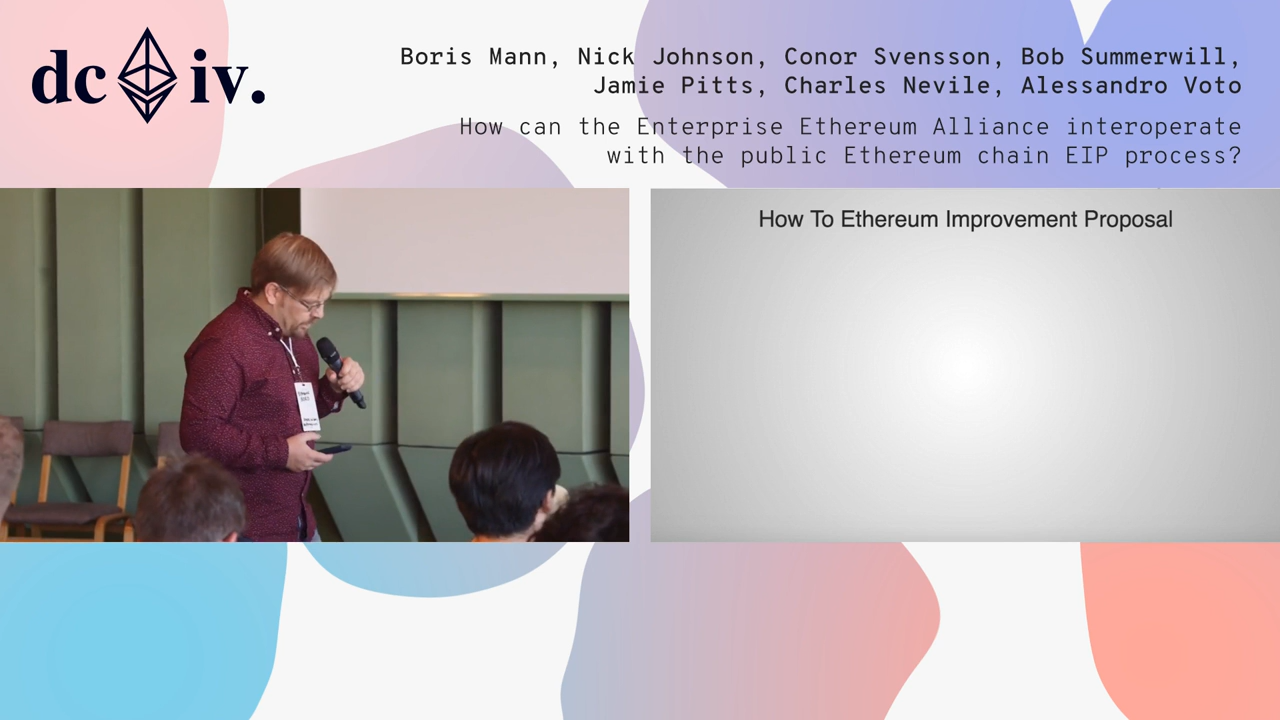 dc iv.
Boris Mann, Nick Johnson, Conor Svensson, Bob Summerwill,
Jamie Pitts, Charles Nevile, Alessandro Voto
How can the Enterprise Ethereum Alliance interoperate
with the public Ethereum chain EIP process?
How To Ethereum Improvement Proposal